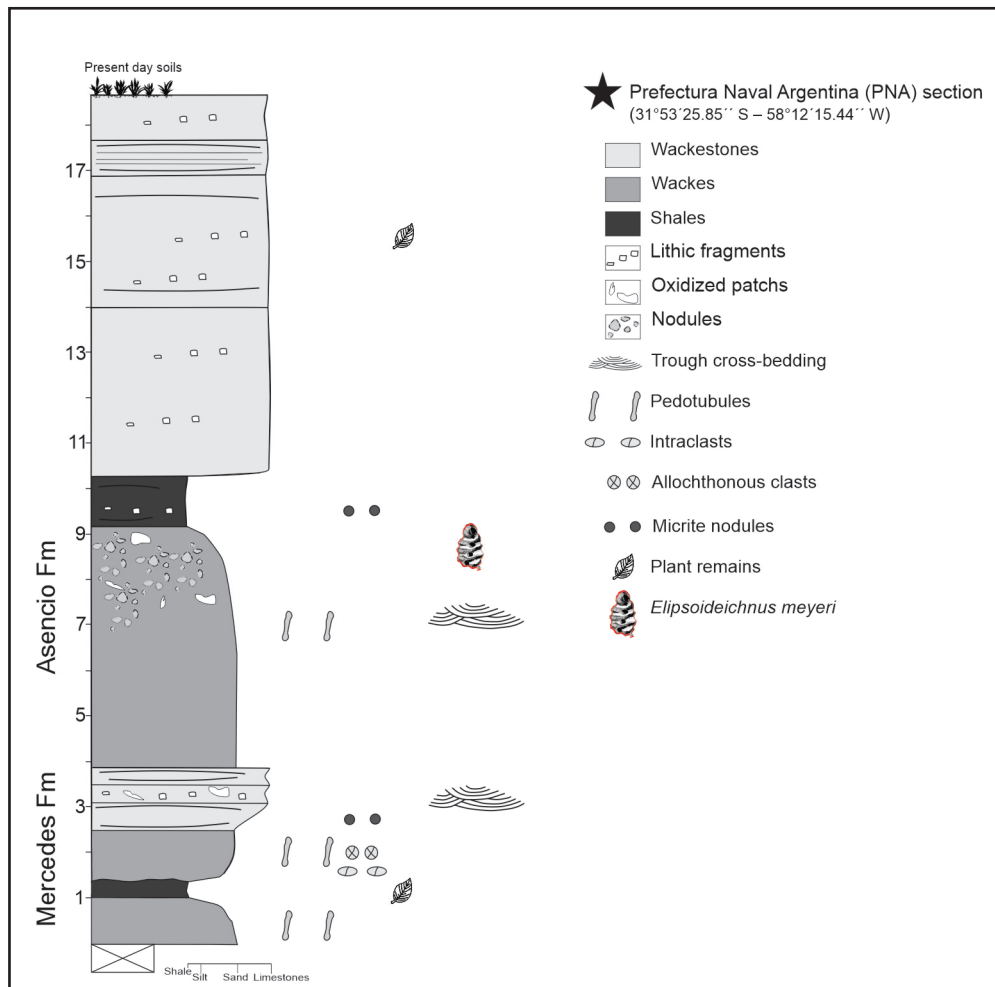 Present day soils
17
15
13
11
9
7
5
3
1
Asencio Fm
Mercedes Fm
Shale
Silt
Sand
Limestones
Prefectura Naval Argentina (PNA) section
(31°53´25.85´´ S – 58°12´15.44´´ W)
Wackestones
Wackes
Shales
Lithic fragments
Oxidized patchs
Nodules
Trough cross-bedding
Pedotubules
Intraclasts
Allochthonous clasts
Micrite nodules
Plant remains
Elipsoideichnus meyeri